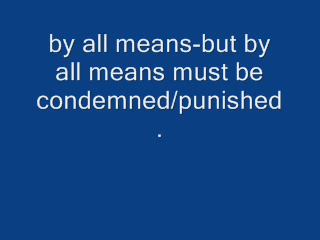 by all means-but by
all means must be
condemned/punished
.